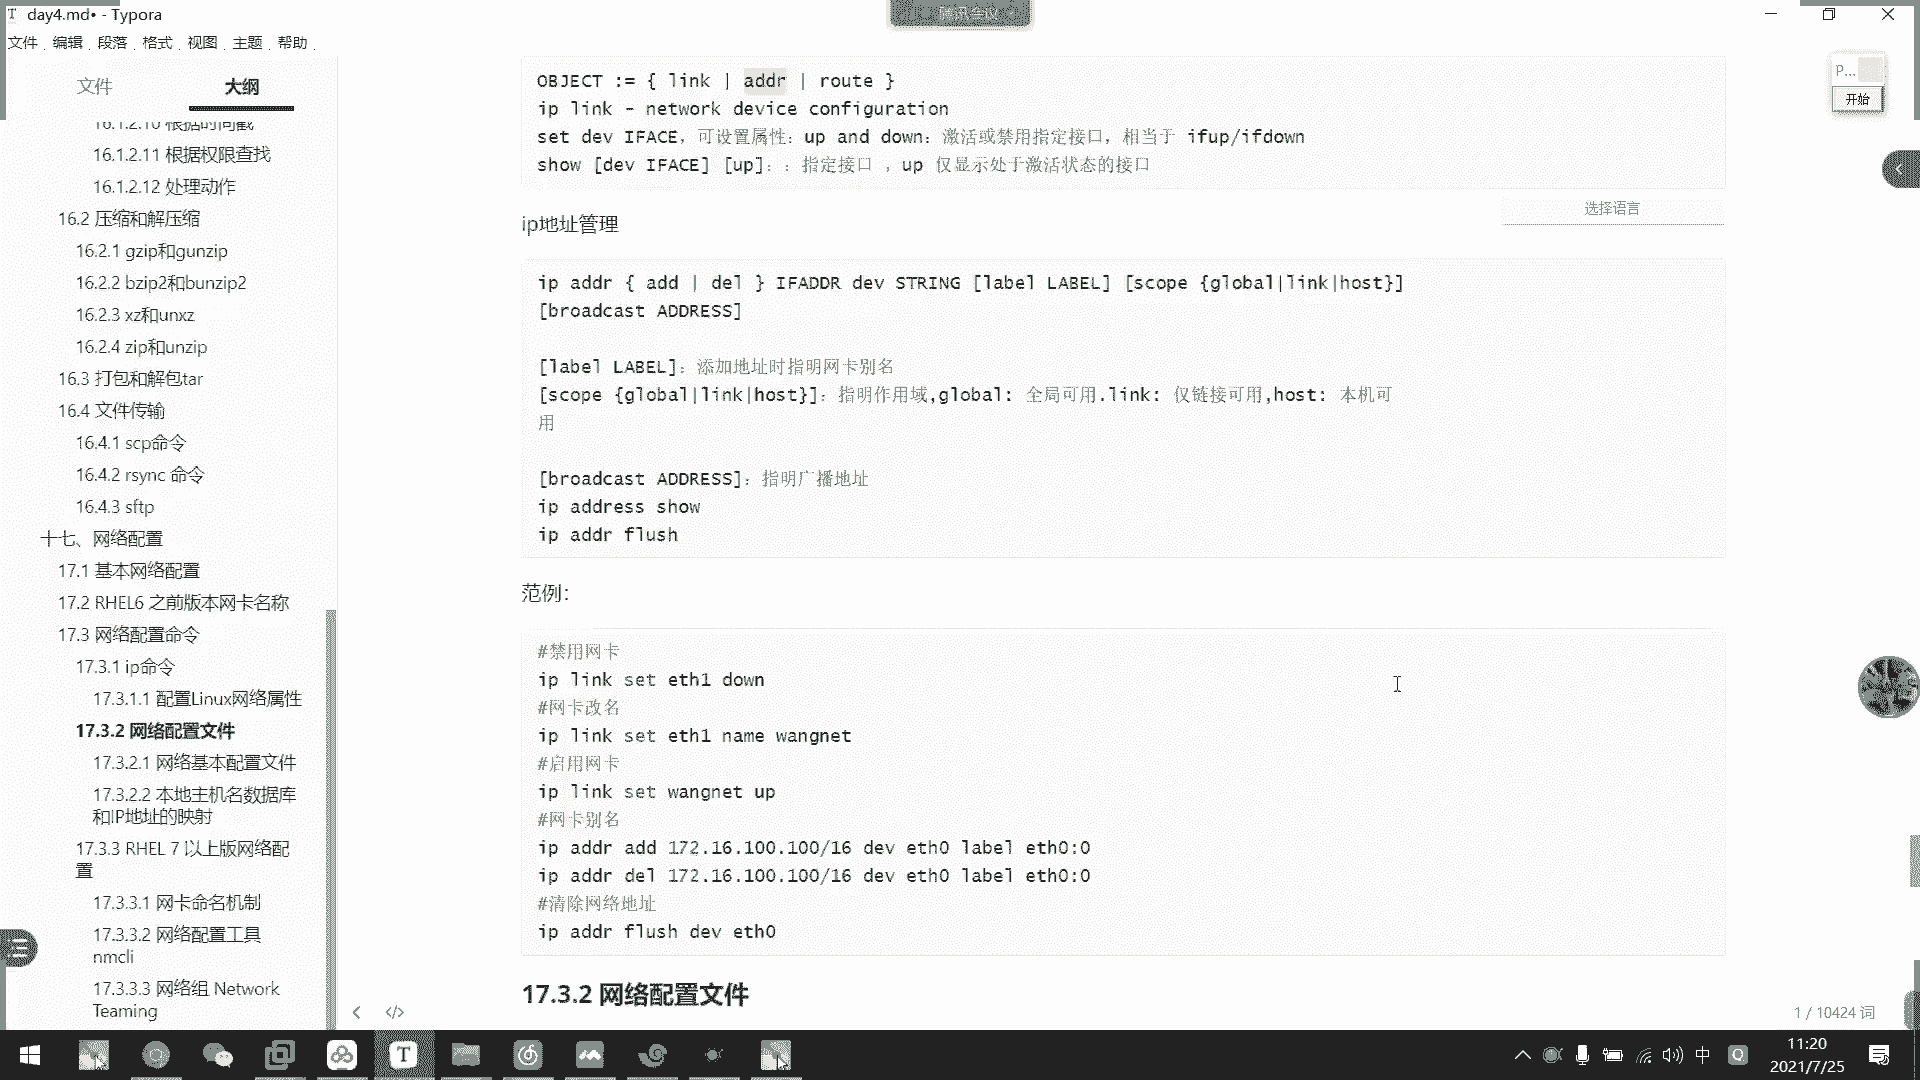 day4.md• - Typora
腾讯会议
文件 编辑 段落 格式 视图 主题 帮助
文件 大纲
16.1.2.10 根据时间戳
16.1.2.11 根据权限查找
16.1.2.12 处理动作
16.2 压缩和解压缩
16.2.1 gzip和gunzip
16.2.2 bzip2和bunzip2
16.2.3 xz和unxz
16.2.4 zip和unzip
16.3 打包和解包tar
16.4 文件传输
16.4.1 scp命令
16.4.2 rsync 命令
16.4.3 sftp
十七、网络配置
17.1 基本网络配置
17.2 RHEL6 之前版本网卡名称
17.3 网络配置命令
17.3.1 ip命令
17.3.1.1 配置Linux网络属性
17.3.2 网络配置文件
17.3.2.1 网络基本配置文件
17.3.2.2 本地主机名数据库
和IP地址的映射
17.3.3 RHEL 7 以上版网络配
置
17.3.3.1 网卡命名机制
17.3.3.2 网络配置工具
nmcli
17.3.3.3 网络组 Network
Teaming
OBJECT := { link | addr | route }
ip link - network device configuration
set dev IFACE，可设置属性：up and down：激活或禁用指定接口，相当于 ifup/ifdown
show [dev IFACE] [up]：：指定接口 ，up 仅显示处于激活状态的接口
选择语言
ip地址管理
ip addr { add | del } IFADDR dev STRING [label LABEL] [scope {global|link|host}]
[broadcast ADDRESS]
[label LABEL]：添加地址时指明网卡别名
[scope {global|link|host}]：指明作用域,global: 全局可用.link: 仅链接可用,host: 本机可
用
[broadcast ADDRESS]：指明广播地址
ip address show
ip addr flush
范例：
#禁用网卡
ip link set eth1 down
#网卡改名
ip link set eth1 name wangnet
#启用网卡
ip link set wangnet up
#网卡别名
ip addr add 172.16.100.100/16 dev eth0 label eth0:0
ip addr del 172.16.100.100/16 dev eth0 label eth0:0
#清除网络地址
ip addr flush dev eth0
17.3.2 网络配置文件
P...
开始
1 / 10424 词
中
11:20
2021/7/25